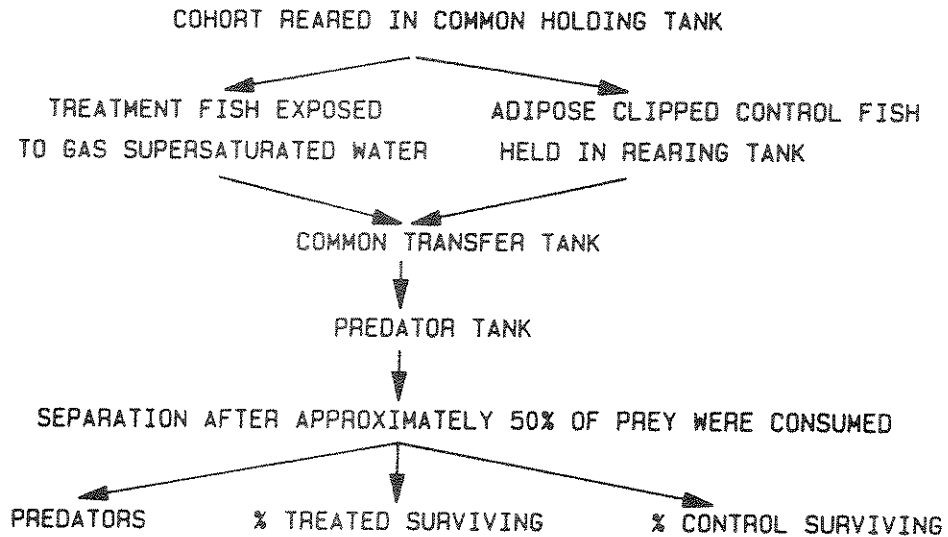 COHORT REARED IN COMMON HOLDING TANK
TREATMENT FISH EXPOSED
TO GAS SUPERSATURATED WATER
ADIPOSE CLIPPED CONTROL FISH
HELD IN REARING TANK
COMMON TRANSFER TANK
PREDATOR TANK
SEPARATION AFTER APPROXIMATELY 50% OF PREY WERE CONSUMED
PREDATORS
% TREATED SURVIVING
% CONTROL SURVIVING